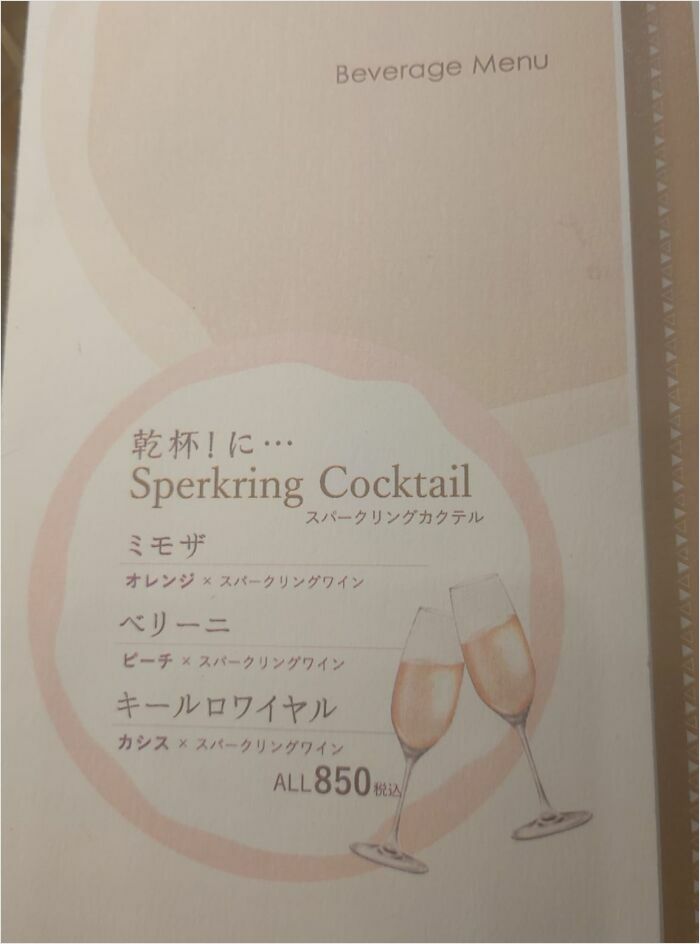 Beverage Menu
乾杯!に…
Sperkring Cocktail
スパークリングカクテル
ミモザ
オレンジ × スパークリングワイン
ベリーニ
ピーチ × スパークリングワイン
キールロワイヤル
カシス × スパークリングワイン
ALL850税込